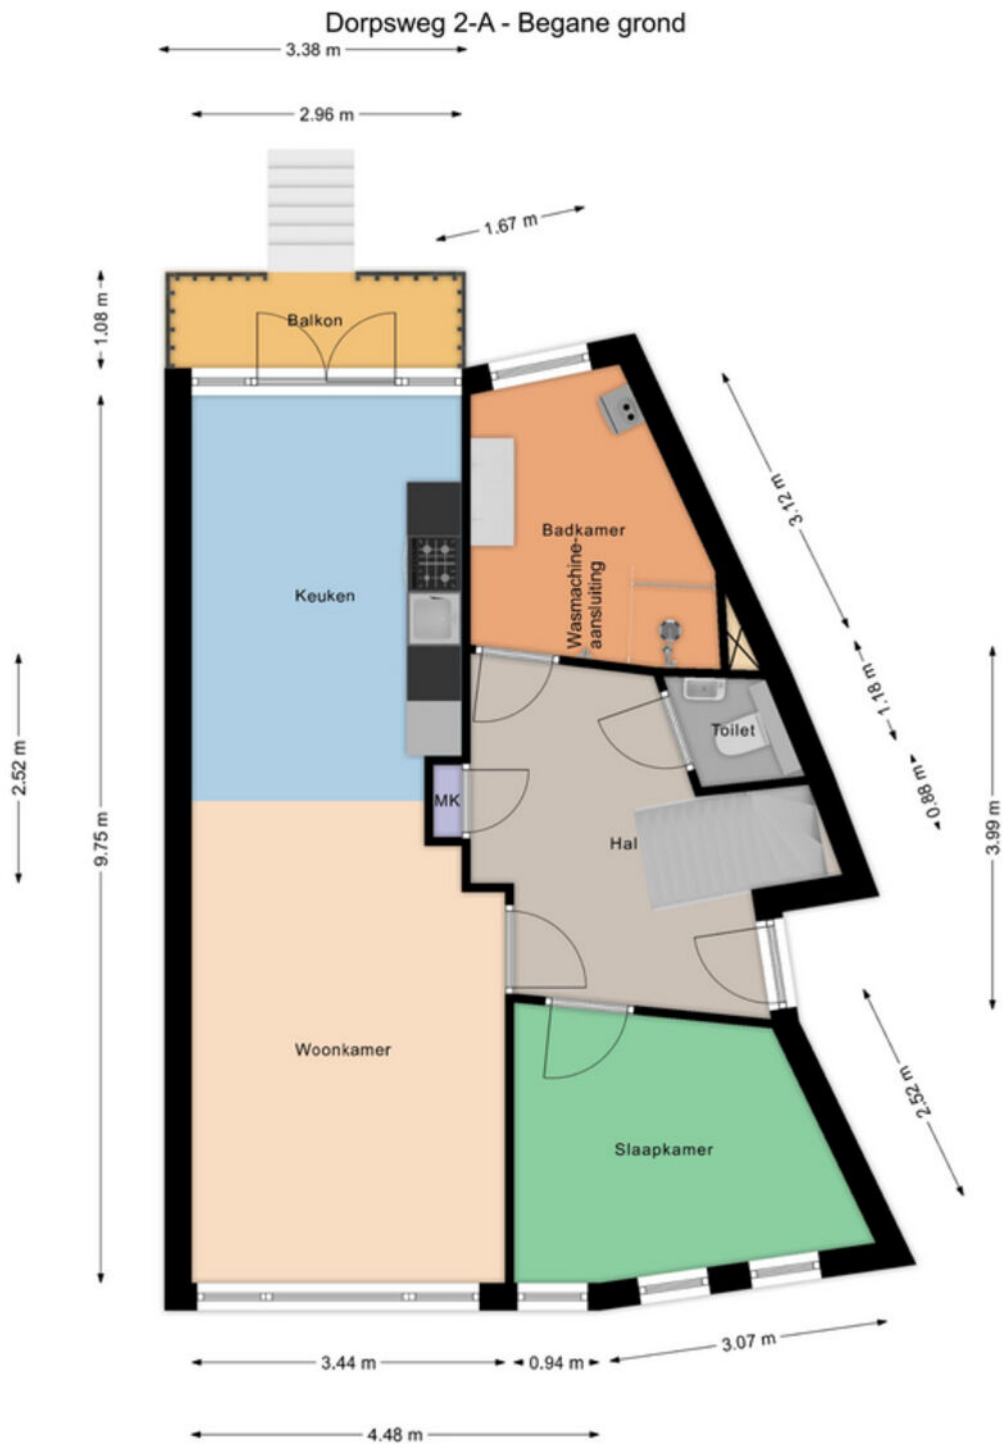 Dorpsweg 2-A - Begane grond
3.38 m
2.96 m
1.67 m
1.08 m
Balkon
3.12 m
Badkamer
Wasmachine-
aansluiting
Keuken
1.18 m
Toilet
2.52 m
0.88 m
MK
9.75 m
Hal
3.99 m
Woonkamer
2.52 m
Slaapkamer
3.07 m
3.44 m
0.94 m
4.48 m